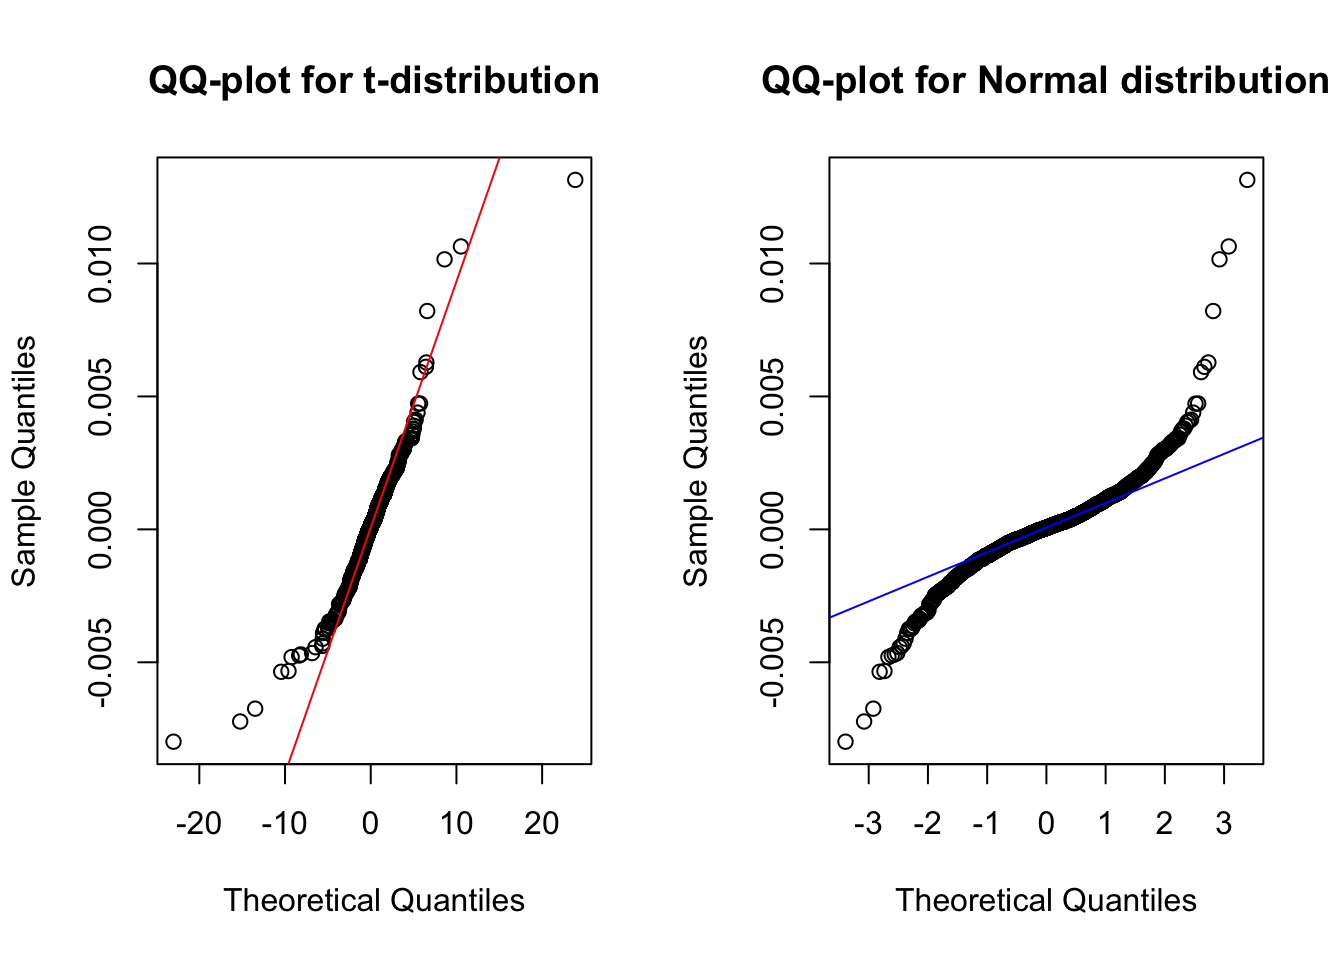 QQ-plot for t-distribution
Sample Quantiles
0.010
0.005
0.000
-0.005
-20 -10 0 10 20
Theoretical Quantiles
QQ-plot for Normal distribution
Sample Quantiles
0.010
0.005
0.000
-0.005
-3 -2 -1 0 1 2 3
Theoretical Quantiles